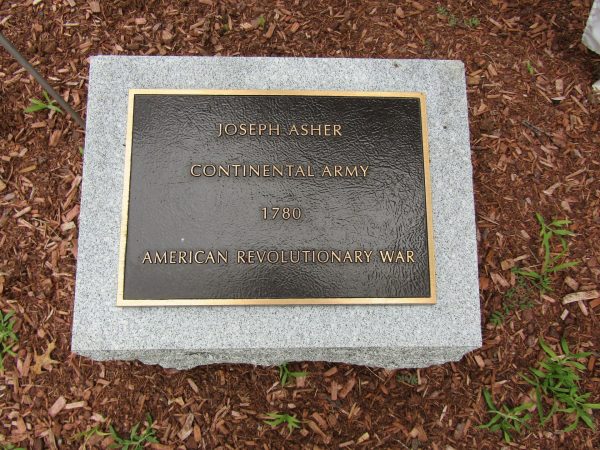 JOSEPH ASHER
CONTINENTAL ARMY
1780
AMERICAN REVOLUTIONARY WAR